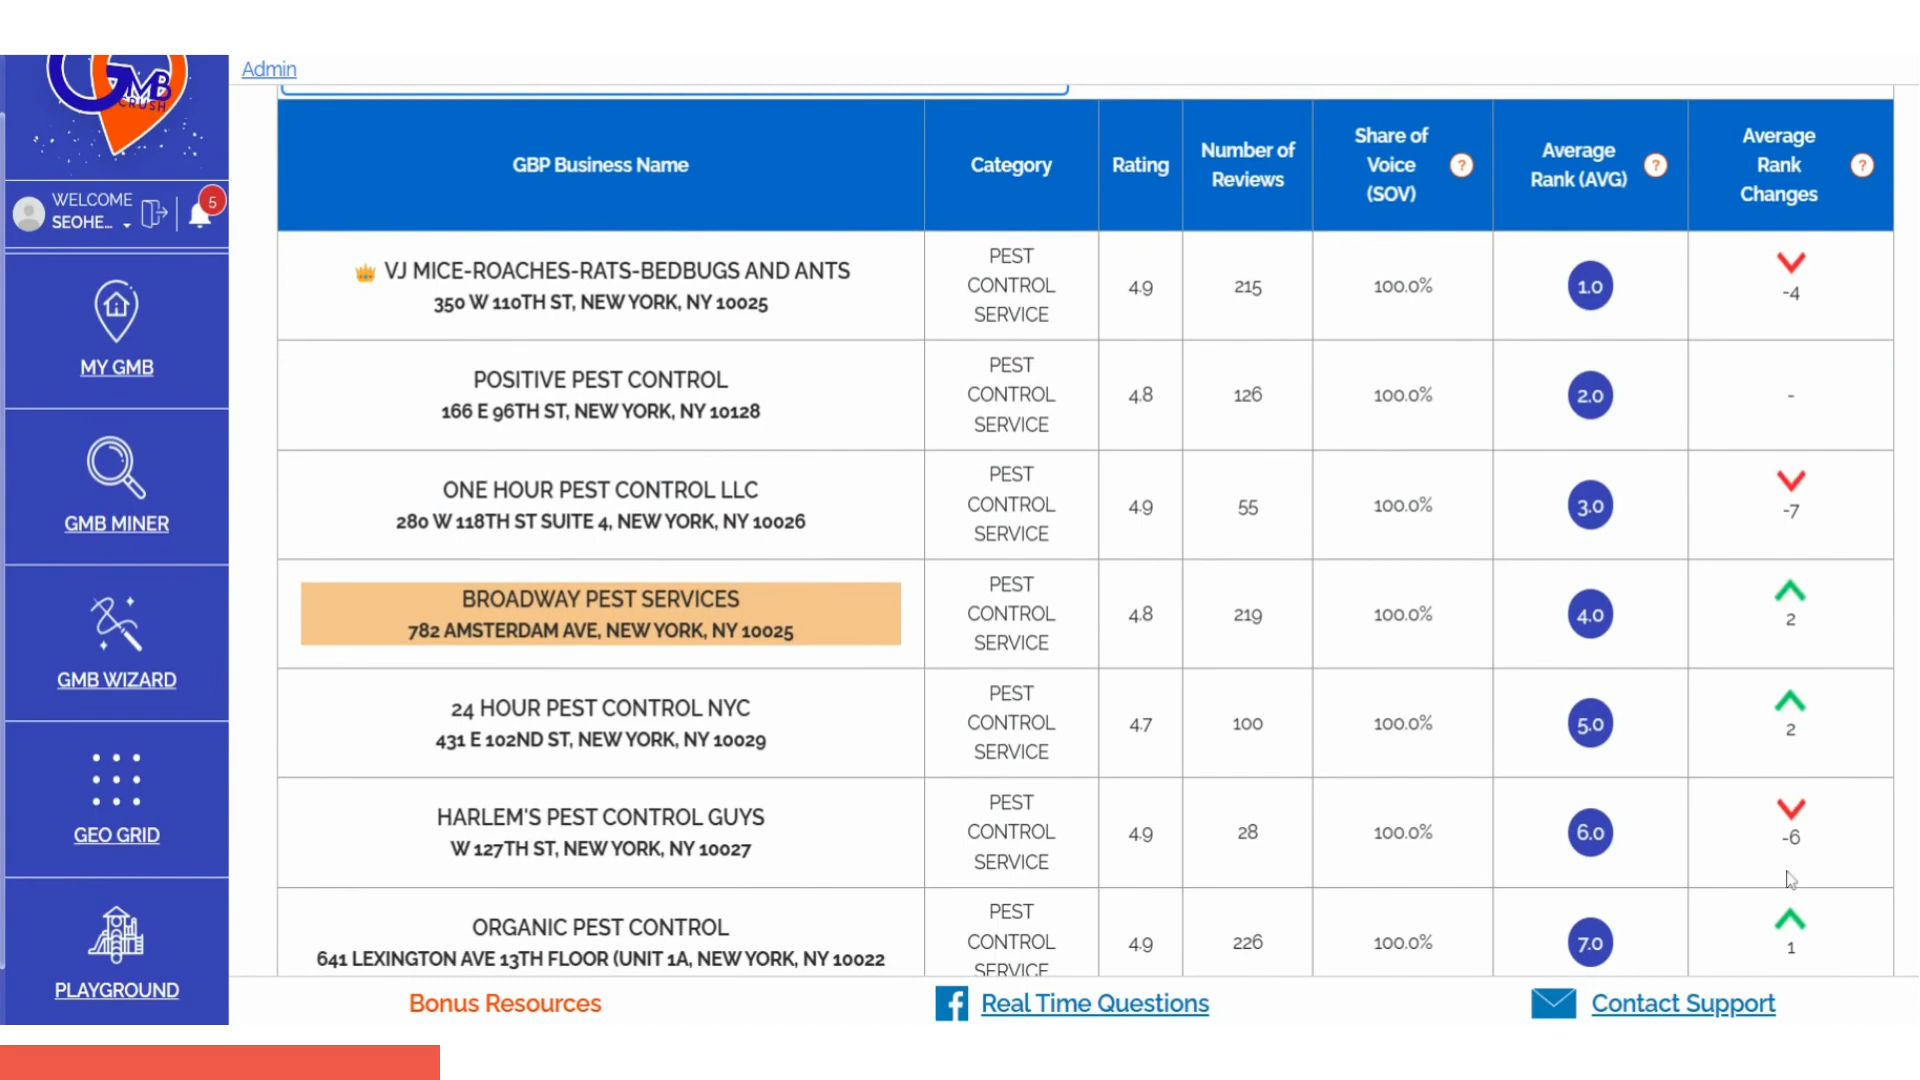 GMB
CRUSH
Admin
WELCOME
SEOHE...
5
MY GMB
GMB MINER
GMB WIZARD
GEO GRID
PLAYGROUND
GBP Business Name
Category
Rating
Number of
Reviews
Share of
Voice
(SOV)
?
Average
Rank (AVG)
?
Average
Rank
Changes
?
VJ MICE-ROACHES-RATS-BEDBUGS AND ANTS
350 W 110TH ST, NEW YORK, NY 10025
PEST
CONTROL
SERVICE
4.9
215
100.0%
1.0
-4
POSITIVE PEST CONTROL
166 E 96TH ST, NEW YORK, NY 10128
PEST
CONTROL
SERVICE
4.8
126
100.0%
2.0
-
ONE HOUR PEST CONTROL LLC
280 W 118TH ST SUITE 4, NEW YORK, NY 10026
PEST
CONTROL
SERVICE
4.9
55
100.0%
3.0
-7
BROADWAY PEST SERVICES
782 AMSTERDAM AVE, NEW YORK, NY 10025
PEST
CONTROL
SERVICE
4.8
219
100.0%
4.0
2
24 HOUR PEST CONTROL NYC
431 E 102ND ST, NEW YORK, NY 10029
PEST
CONTROL
SERVICE
4.7
100
100.0%
5.0
2
HARLEM'S PEST CONTROL GUYS
W 127TH ST, NEW YORK, NY 10027
PEST
CONTROL
SERVICE
4.9
28
100.0%
6.0
-6
ORGANIC PEST CONTROL
641 LEXINGTON AVE 13TH FLOOR (UNIT 1A, NEW YORK, NY 10022
PEST
CONTROL
SERVICE
4.9
226
100.0%
7.0
1
Bonus Resources
Real Time Questions
Contact Support